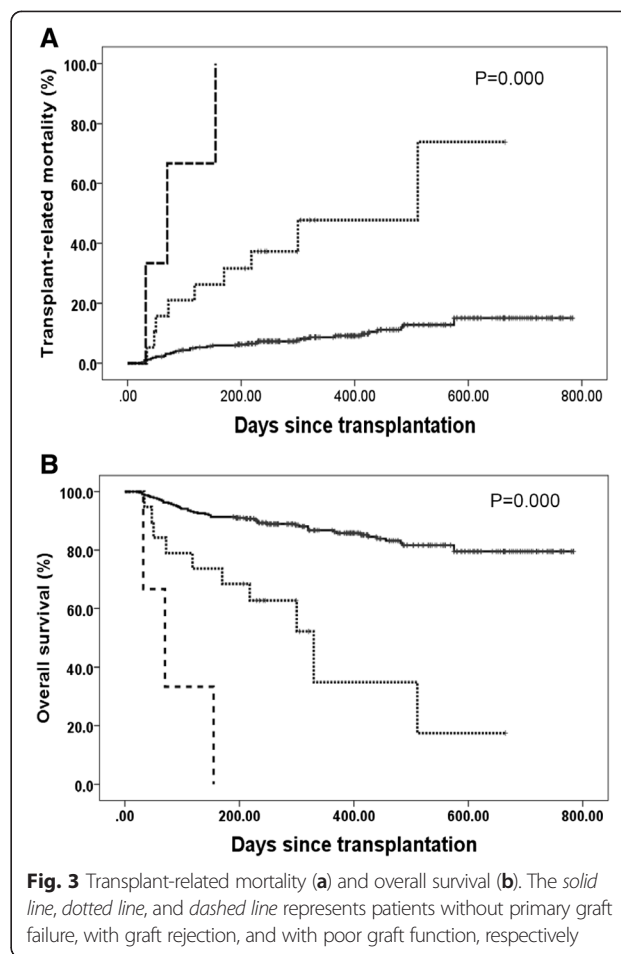 A
P=0.000
Transplant-related mortality (%)
100.0
80.0
60.0
40.0
20.0
0.0
.00 200.00 400.00 600.00 800.00
Days since transplantation
B
P=0.000
Overall survival (%)
100.0
80.0
60.0
40.0
20.0
0.0
.00 200.00 400.00 600.00 800.00
Days since transplantation
Fig. 3 Transplant-related mortality (a) and overall survival (b). The solid
line, dotted line, and dashed line represents patients without primary graft
failure, with graft rejection, and with poor graft function, respectively